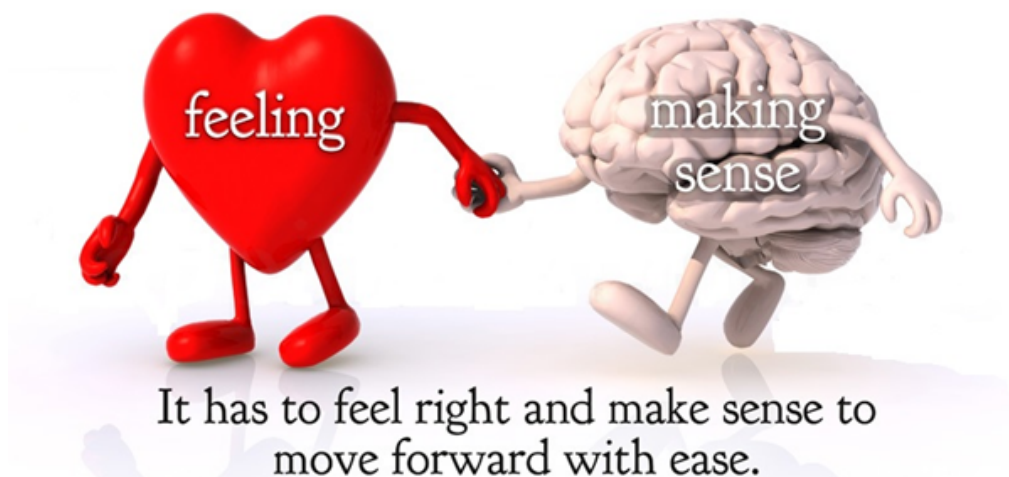 feeling
making
sense
It has to feel right and make sense to
move forward with ease.